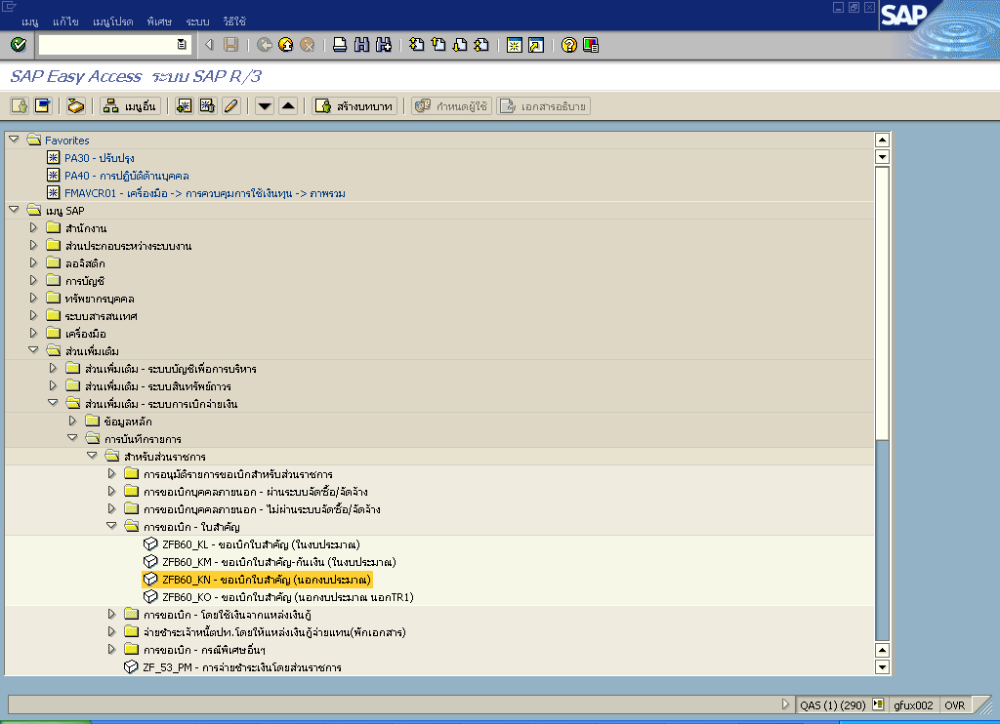 เมนู แก้ไข เมนูโปรด พิเศษ ระบบ วิธีใช้
SAP
SAP Easy Access ระบบ SAP R/3
เมนูอื่น สร้างบทบาท กำหนดผู้ใช้ เอกสารอธิบาย
Favorites
PA30 - ปรับปรุง
PA40 - การปฏิบัติด้านบุคคล
FMAVCR01 - เครื่องมือ -> การควบคุมการใช้เงินทุน -> ภาพรวม
เมนู SAP
สำนักงาน
ส่วนประกอบระหว่างระบบงาน
ลอจิสติก
การบัญชี
ทรัพยากรบุคคล
ระบบสารสนเทศ
เครื่องมือ
ส่วนเพิ่มเติม
ส่วนเพิ่มเติม - ระบบบัญชีเพื่อการบริหาร
ส่วนเพิ่มเติม - ระบบสินทรัพย์ถาวร
ส่วนเพิ่มเติม - ระบบการเบิกจ่ายเงิน
ข้อมูลหลัก
การบันทึกรายการ
สำหรับส่วนราชการ
การอนุมัติรายการขอเบิกสำหรับส่วนราชการ
การขอเบิกบุคคลภายนอก - ผ่านระบบจัดซื้อ/จัดจ้าง
การขอเบิกบุคคลภายนอก - ไม่ผ่านระบบจัดซื้อ/จัดจ้าง
การขอเบิก - ใบสำคัญ
ZFB60_KL - ขอเบิกใบสำคัญ (ในงบประมาณ)
ZFB60_KM - ขอเบิกใบสำคัญ-กันเงิน (ในงบประมาณ)
ZFB60_KN - ขอเบิกใบสำคัญ (นอกงบประมาณ)
ZFB60_KO - ขอเบิกใบสำคัญ (นอกงบประมาณ นอกTR1)
การขอเบิก - โดยใช้เงินจากแหล่งเงินกู้
จ่ายชำระเจ้าหนี้ตปท.โดยให้แหล่งเงินกู้จ่ายแทน(พักเอกสาร)
การขอเบิก - กรณีพิเศษอื่นๆ
ZF_53_PM - การจ่ายชำระเงินโดยส่วนราชการ
QAS (1) (290) gfux002 OVR